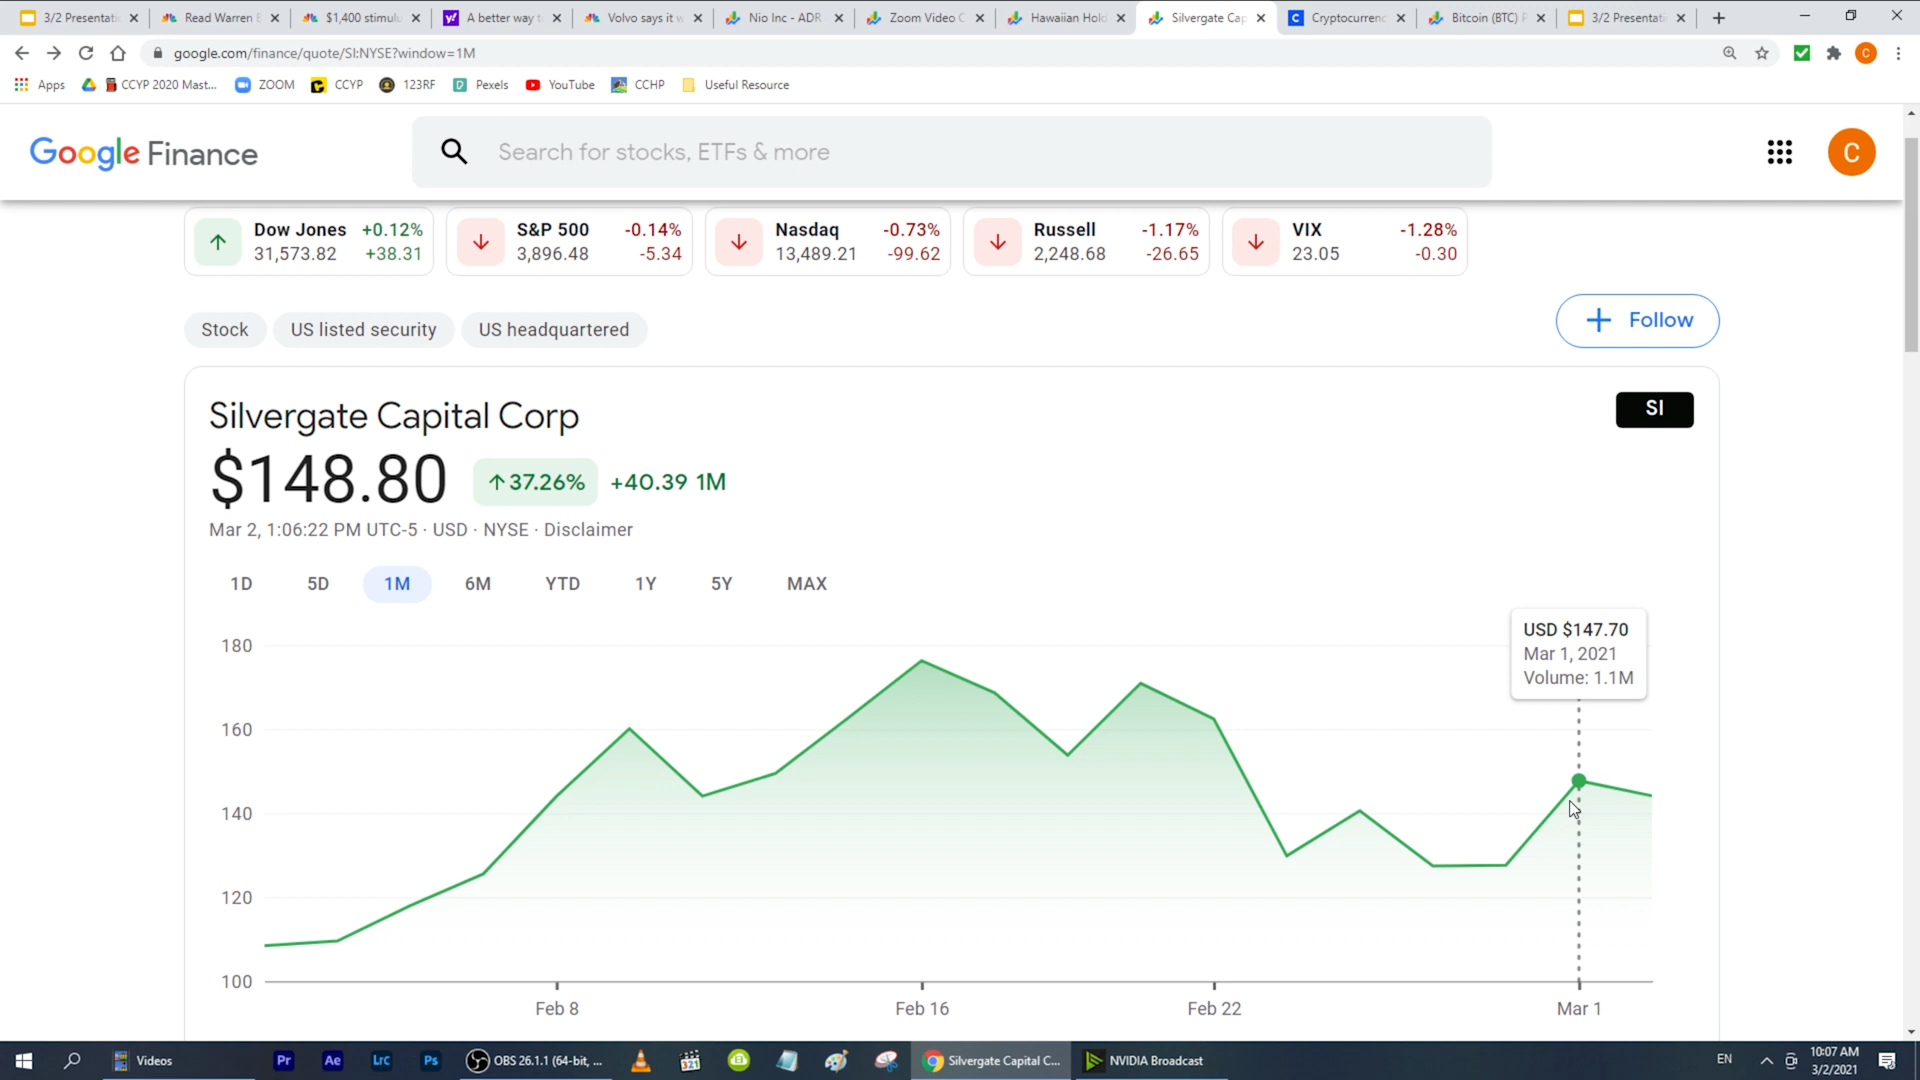 3/2 Presentati
Read Warren B
$1,400 stimulu
A better way t
Volvo says it w
Nio Inc - ADR
Zoom Video C
Hawaiian Hold
Silvergate Cap
Cryptocurrenc
Bitcoin (BTC) P
3/2 Presentati
google.com/finance/quote/SI:NYSE?window=1M
C
Apps
CCYP 2020 Mast...
ZOOM
CCYP
123RF
Pexels
YouTube
CCHP
Useful Resource
Google Finance
Search for stocks, ETFs & more
C
Dow Jones +0.12%
31,573.82 +38.31
S&P 500 -0.14%
3,896.48 -5.34
Nasdaq -0.73%
13,489.21 -99.62
Russell -1.17%
2,248.68 -26.65
VIX -1.28%
23.05 -0.30
Stock
US listed security
US headquartered
Follow
Silvergate Capital Corp
SI
$148.80 ↑37.26% +40.39 1M
Mar 2, 1:06:22 PM UTC-5 · USD · NYSE · Disclaimer
1D 5D 1M 6M YTD 1Y 5Y MAX
USD $147.70
Mar 1, 2021
Volume: 1.1M
180
160
140
120
100
Feb 8 Feb 16 Feb 22 Mar 1
Videos
Pr
Ae
Lrc
Ps
OBS 26.1.1 (64-bit, ...
321
Silvergate Capital C...
NVIDIA Broadcast
EN
10:07 AM
3/2/2021